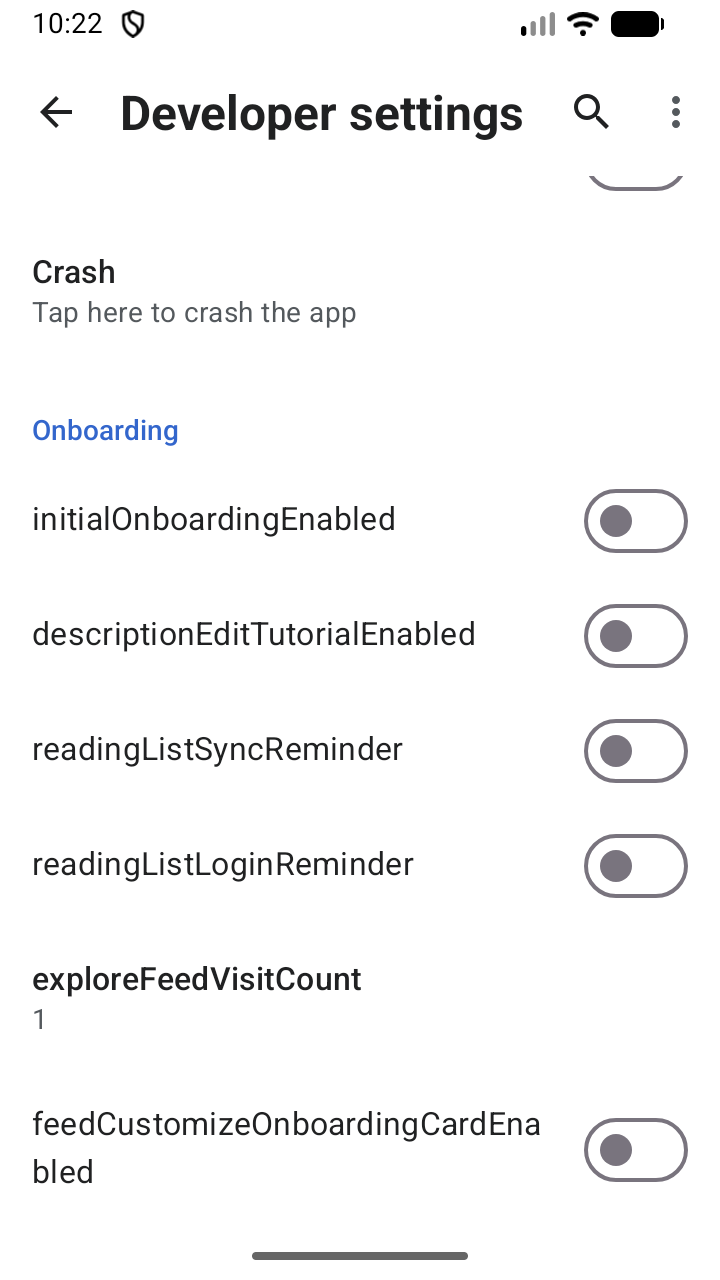 10:22
Developer settings
Crash
Tap here to crash the app
Onboarding
initialOnboardingEnabled
descriptionEditTutorialEnabled
readingListSyncReminder
readingListLoginReminder
exploreFeedVisitCount
1
feedCustomizeOnboardingCardEna
bled